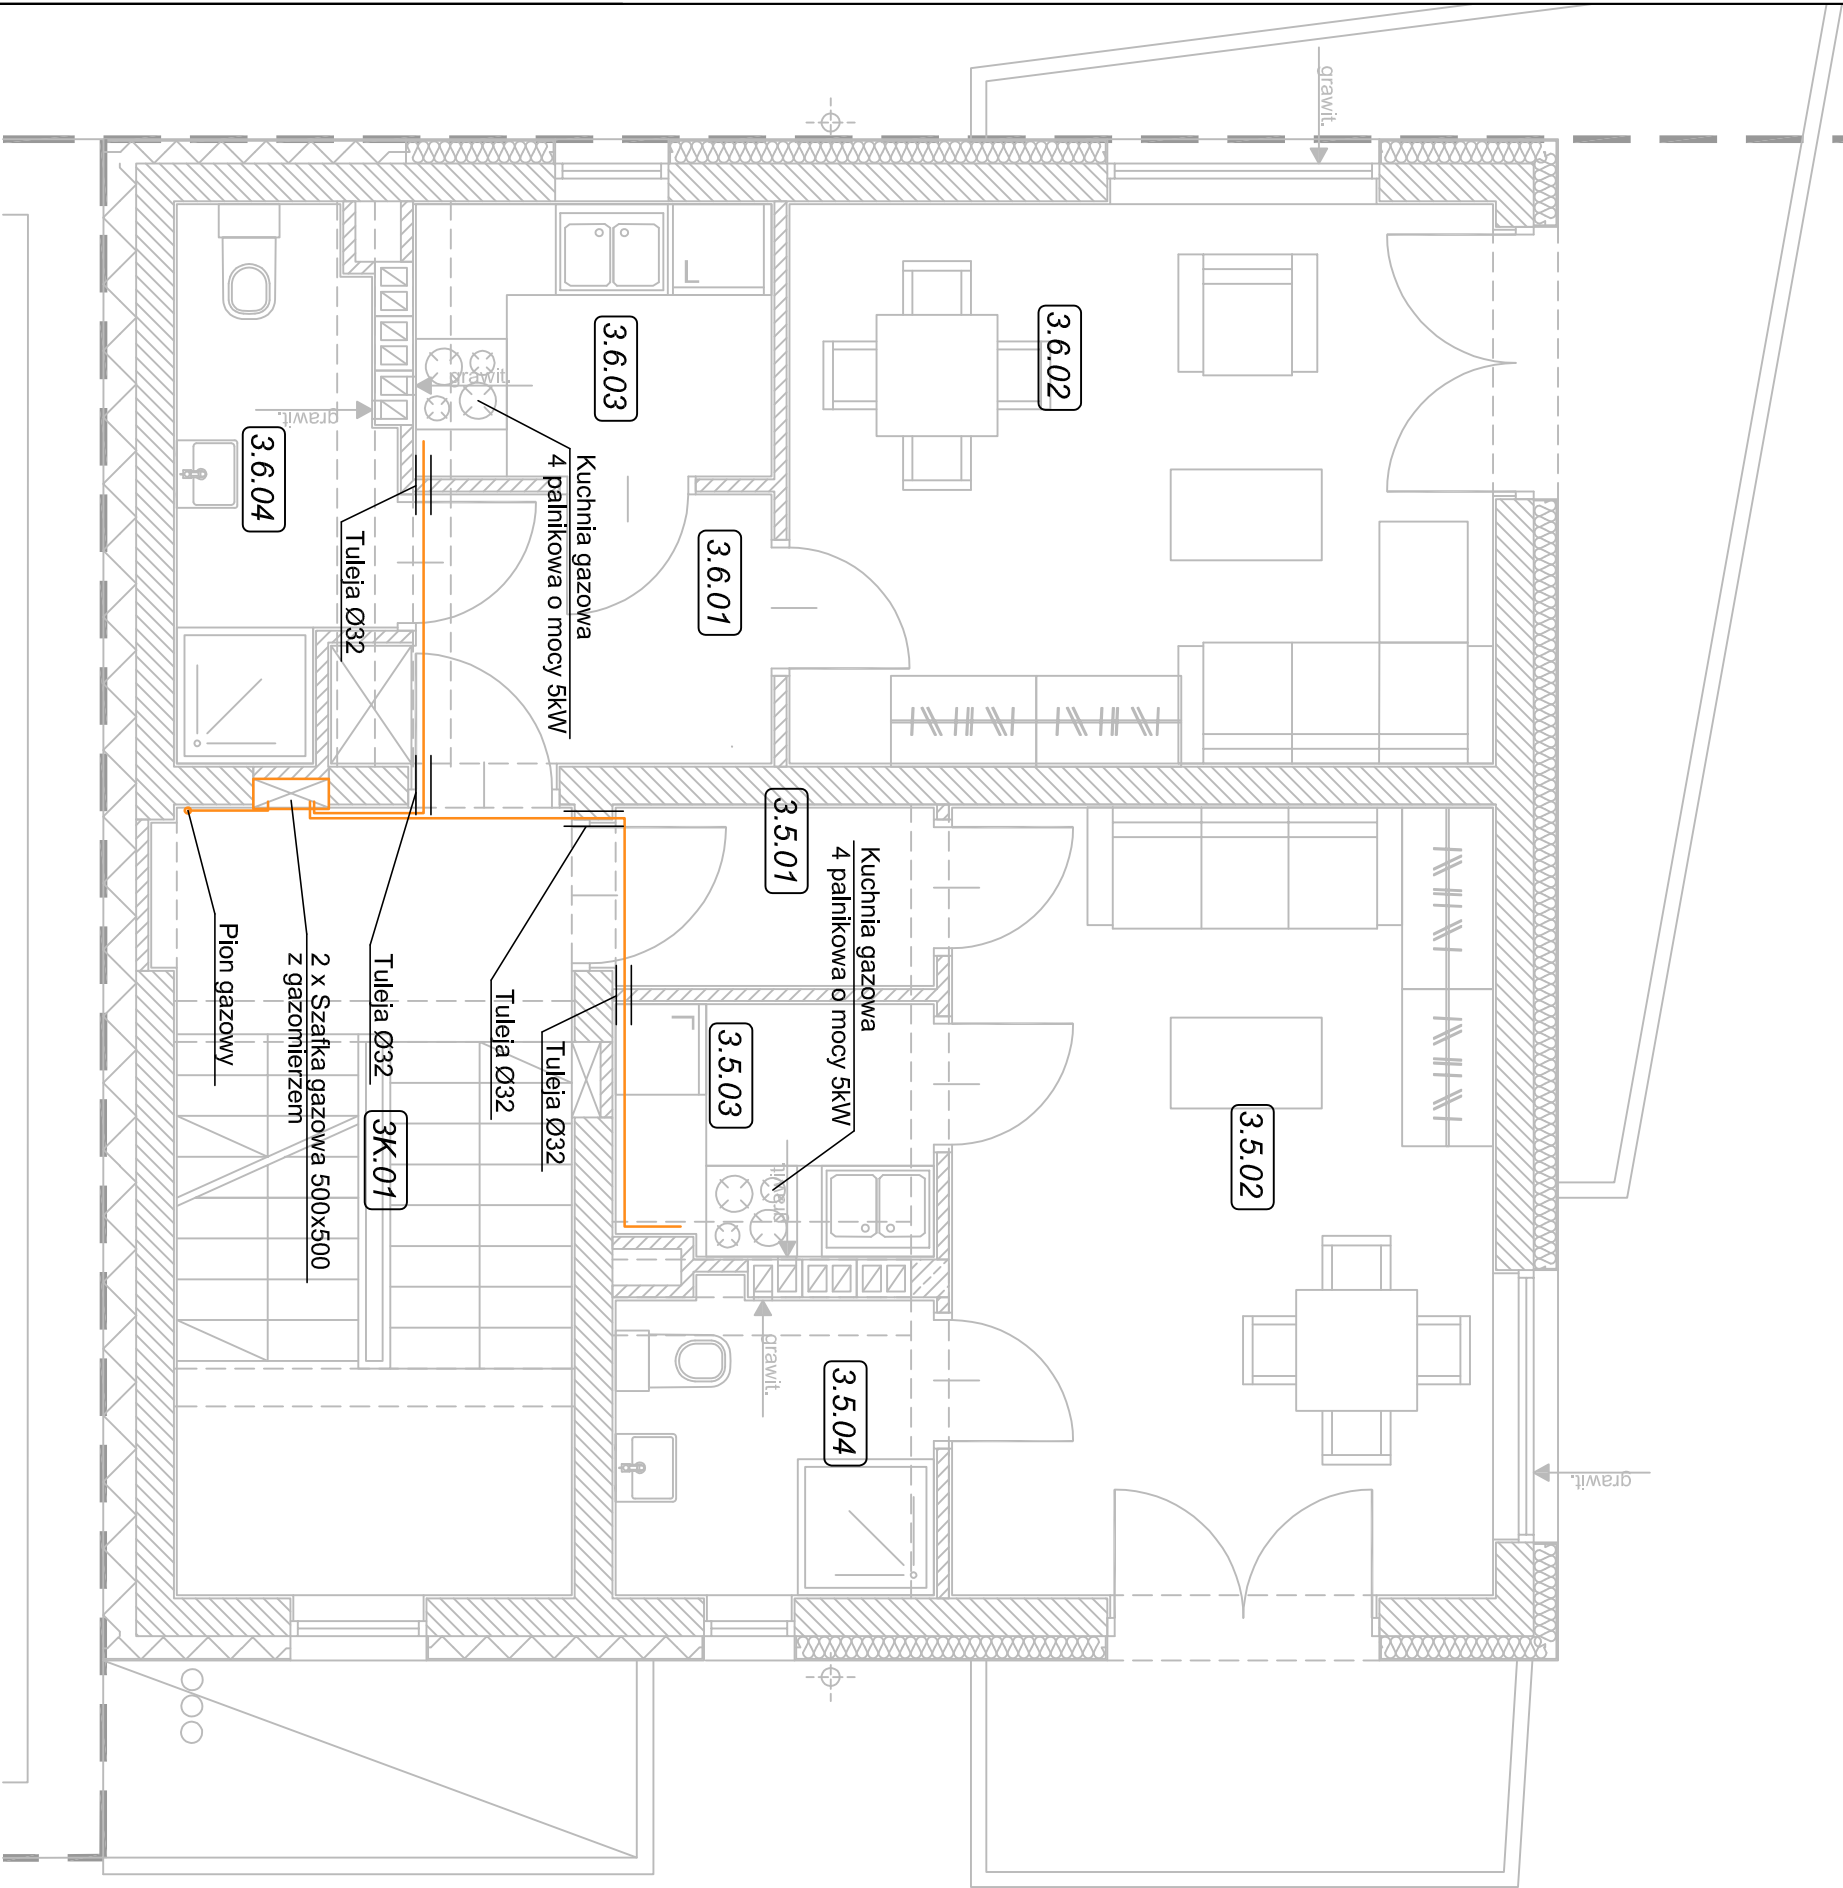 grawit.
3.6.02
3.6.03
grawit.
grawit.
3.6.04
Kuchnia gazowa
4 palnikowa o mocy 5kW
3.6.01
Tuleja Ø32
3.5.01
Kuchnia gazowa
4 palnikowa o mocy 5kW
Pion gazowy
2 x Szafka gazowa 500x500
z gazomierzem
Tuleja Ø32
Tuleja Ø32
Tuleja Ø32
3.5.03
3K.01
3.5.02
grawit.
grawit.
3.5.04
grawit.